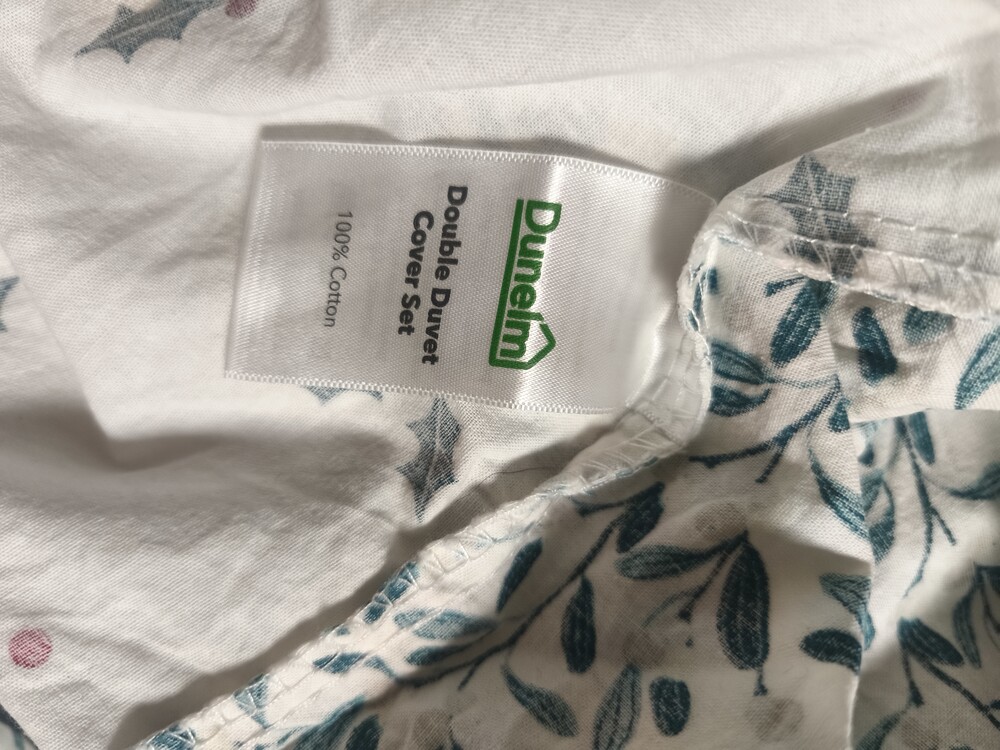 Dunelm
Double Duvet
Cover Set
100% Cotton